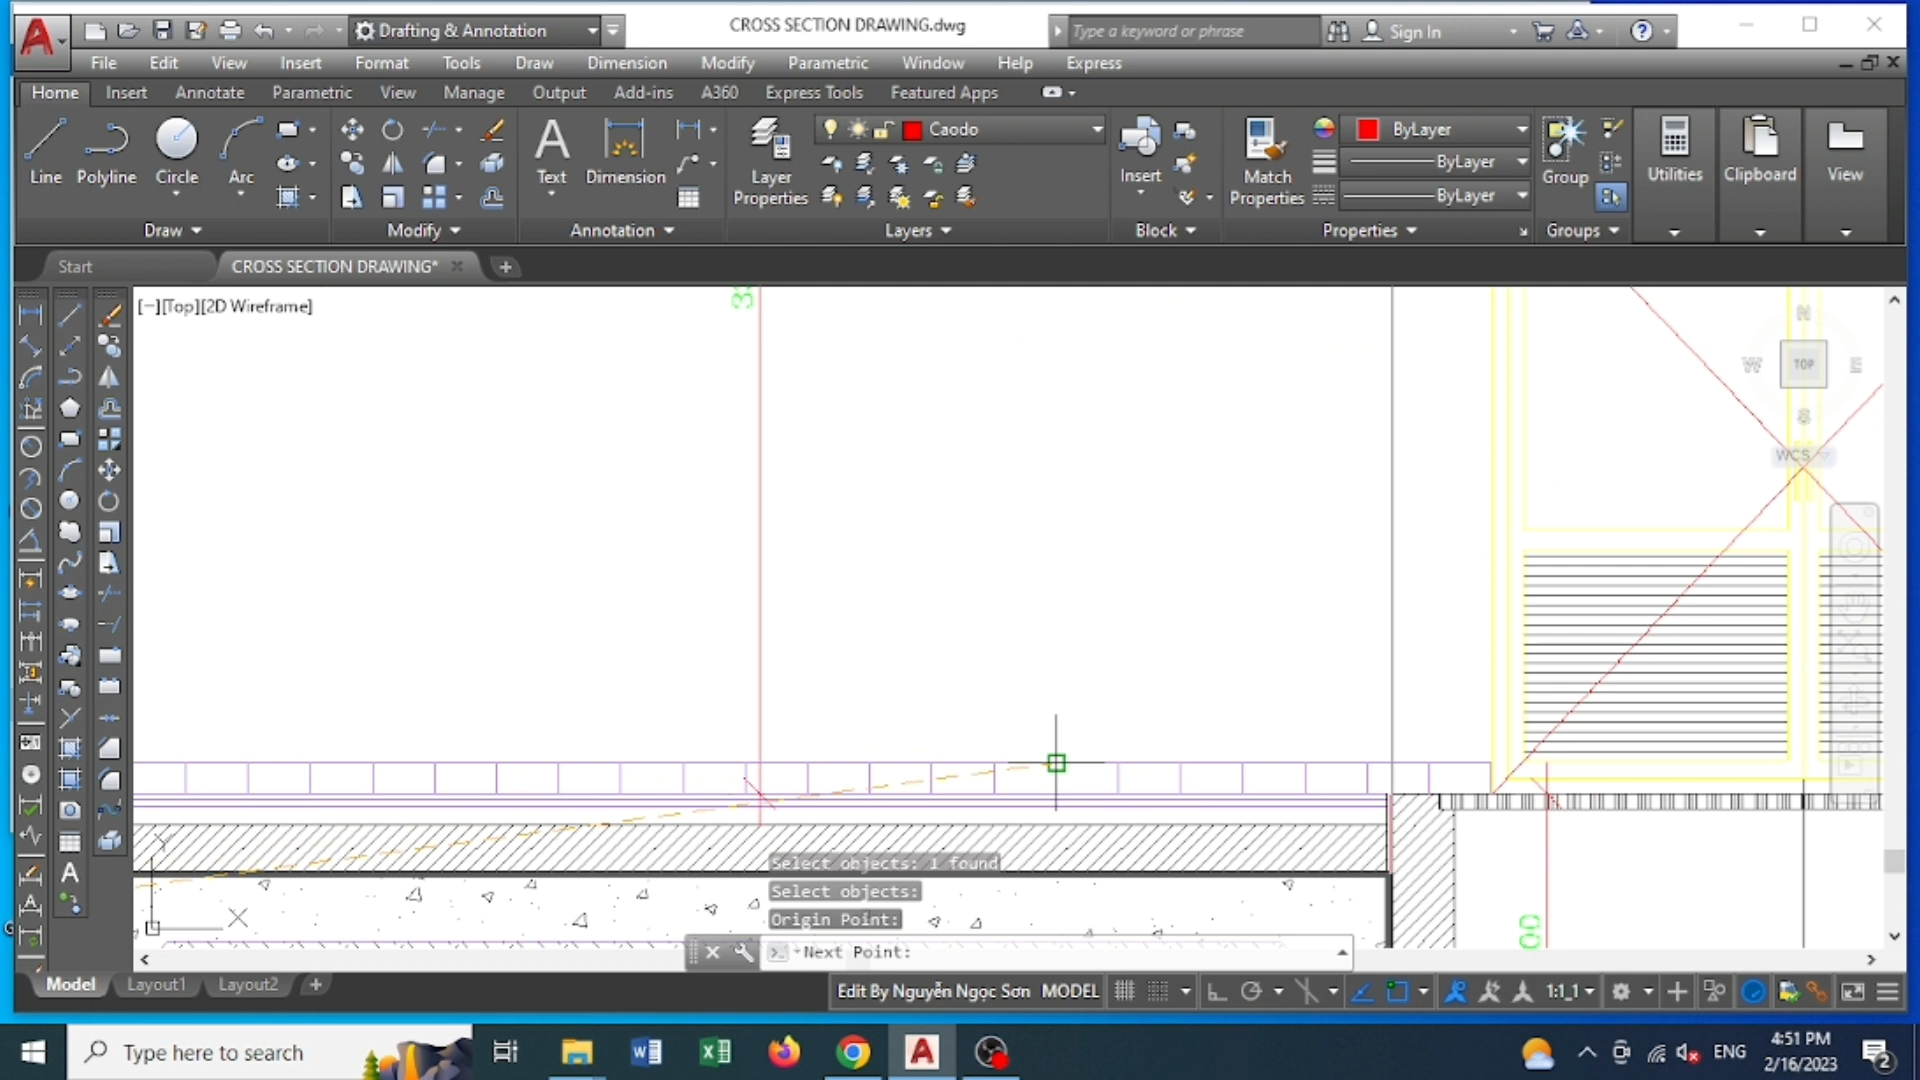 Drafting & Annotation
CROSS SECTION DRAWING.dwg
Type a keyword or phrase
Sign In
File Edit View Insert Format Tools Draw Dimension Modify Parametric Window Help Express
Home Insert Annotate Parametric View Manage Output Add-ins A360 Express Tools Featured Apps
Line Polyline Circle Arc
Text Dimension
Layer Properties
Caodo
Insert
Match Properties
ByLayer
ByLayer
ByLayer
Group
Utilities
Clipboard
View
Draw Modify Annotation Layers Block Properties Groups
Start CROSS SECTION DRAWING*
[−][Top][2D Wireframe]
N
W TOP E
S
WCS
00
Y
X
Select objects: 1 found
Select objects:
Origin Point:
Next Point:
Model Layout1 Layout2
Edit By Nguyễn Ngọc Sơn MODEL
1:1_1
Type here to search
ENG
4:51 PM
2/16/2023
2